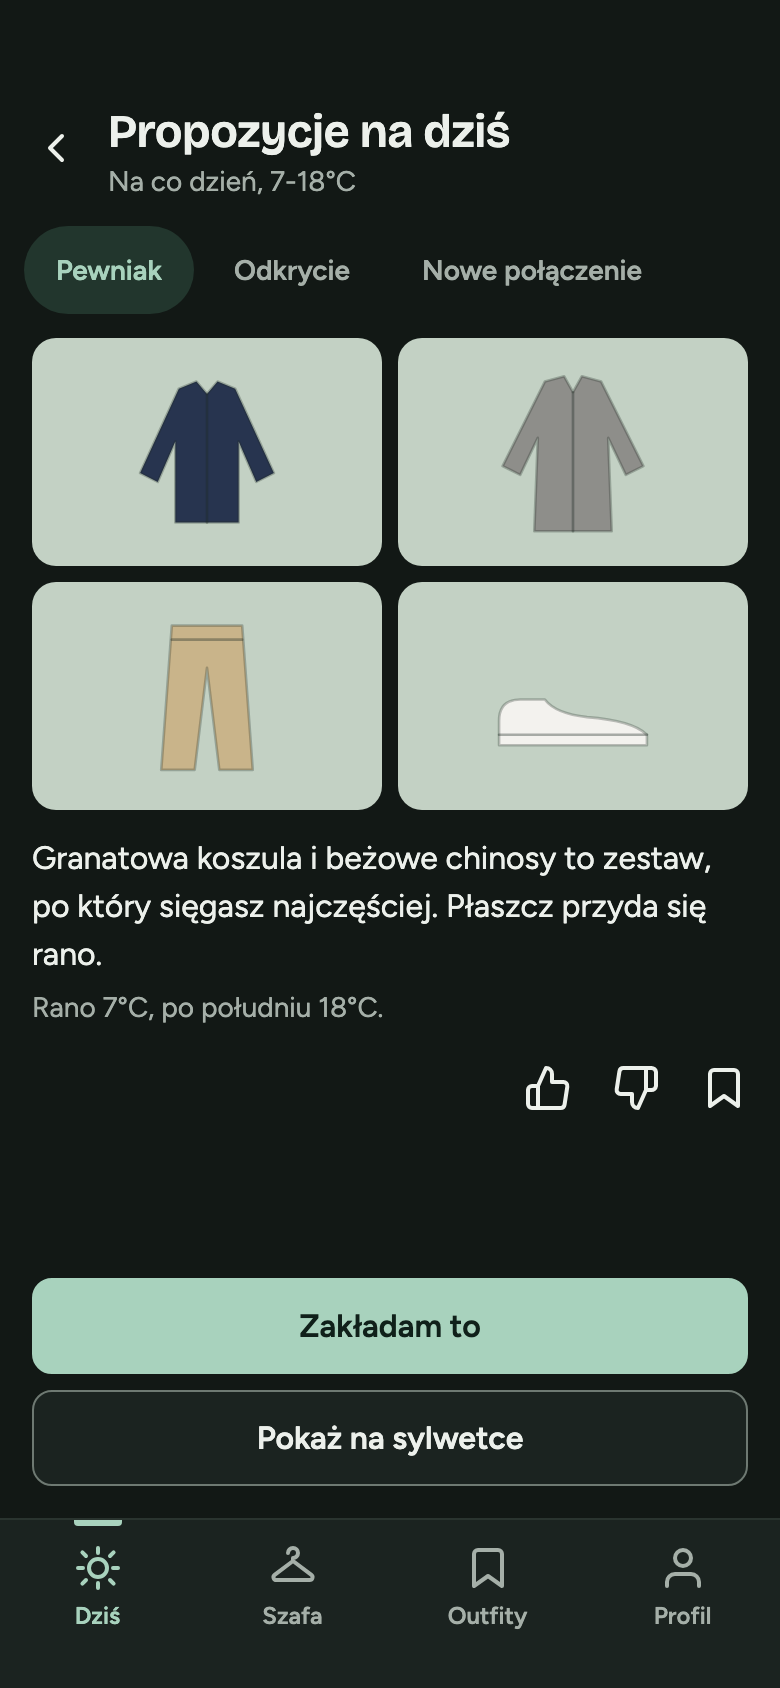 Propozycje na dziś
Na co dzień, 7-18°C
Pewniak
Odkrycie
Nowe połączenie
Granatowa koszula i beżowe chinosy to zestaw,
po który sięgasz najczęściej. Płaszcz przyda się
rano.
Rano 7°C, po południu 18°C.
Zakładam to
Pokaż na sylwetce
Dziś
Szafa
Outfity
Profil